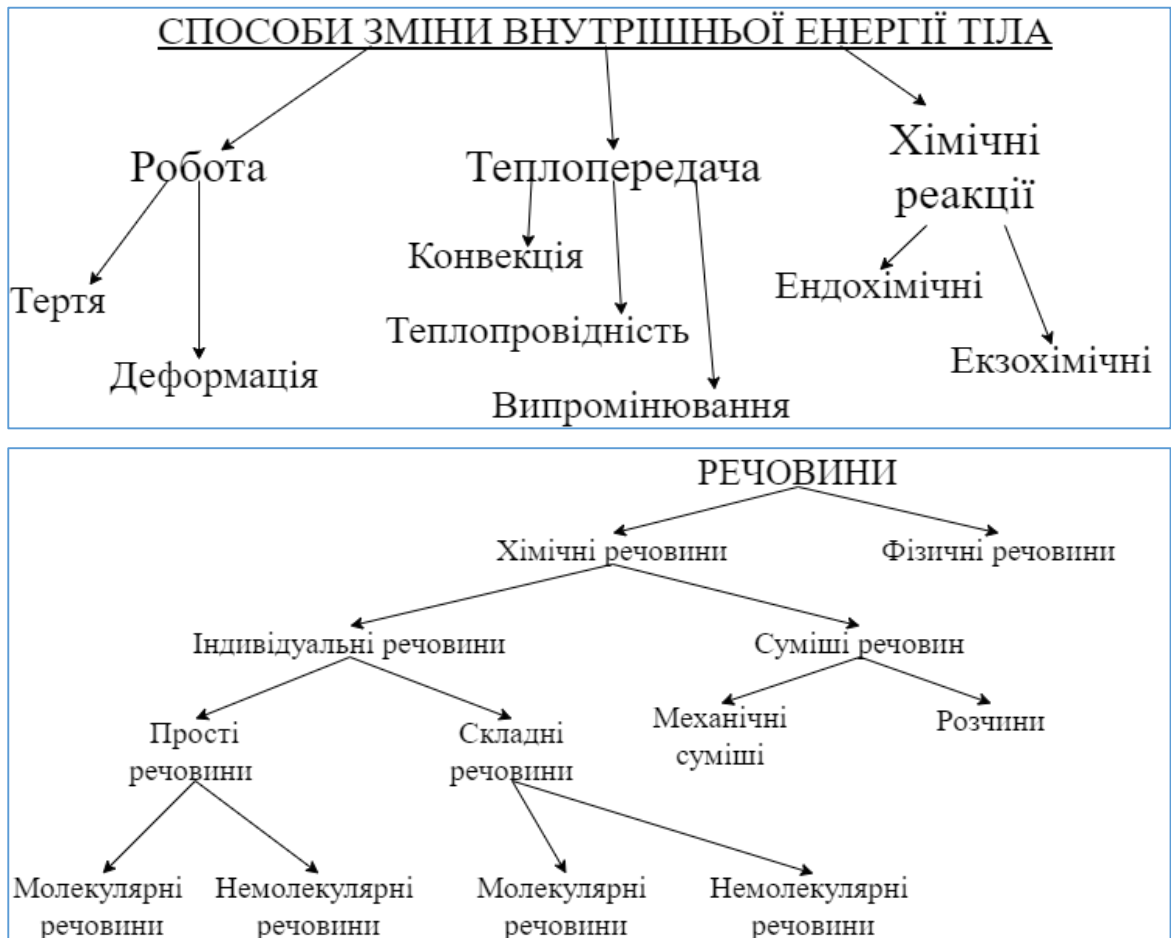 СПОСОБИ ЗМІНИ ВНУТРІШНЬОЇ ЕНЕРГІЇ ТІЛА
Робота
Теплопередача
Хімічні
реакції
Тертя
Деформація
Конвекція
Теплопровідність
Випромінювання
Ендохімічні
Екзохімічні
РЕЧОВИНИ
Хімічні речовини
Фізичні речовини
Індивідуальні речовини
Суміші речовин
Прості
речовини
Складні
речовини
Механічні
суміші
Розчини
Молекулярні
речовини
Немолекулярні
речовини
Молекулярні
речовини
Немолекулярні
речовини